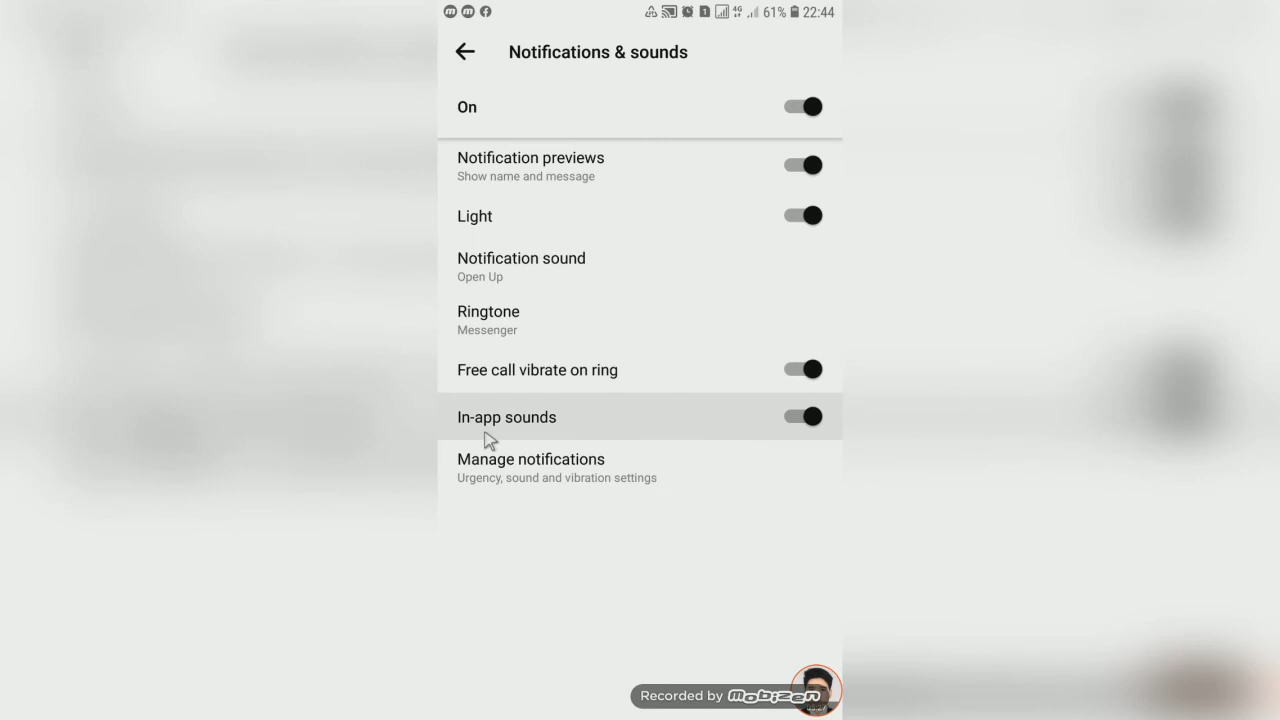 4G 61% 22:44
Notifications & sounds
On
Notification previews
Show name and message
Light
Notification sound
Open Up
Ringtone
Messenger
Free call vibrate on ring
In-app sounds
Manage notifications
Urgency, sound and vibration settings
Recorded by Mobizen